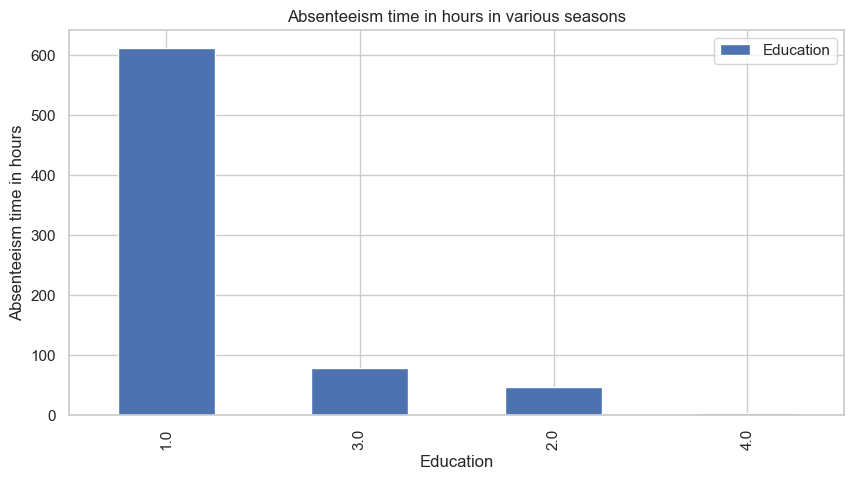 Absenteeism time in hours in various seasons
Education
600
500
400
300
200
100
0
Absenteeism time in hours
1.0
3.0
2.0
4.0
Education